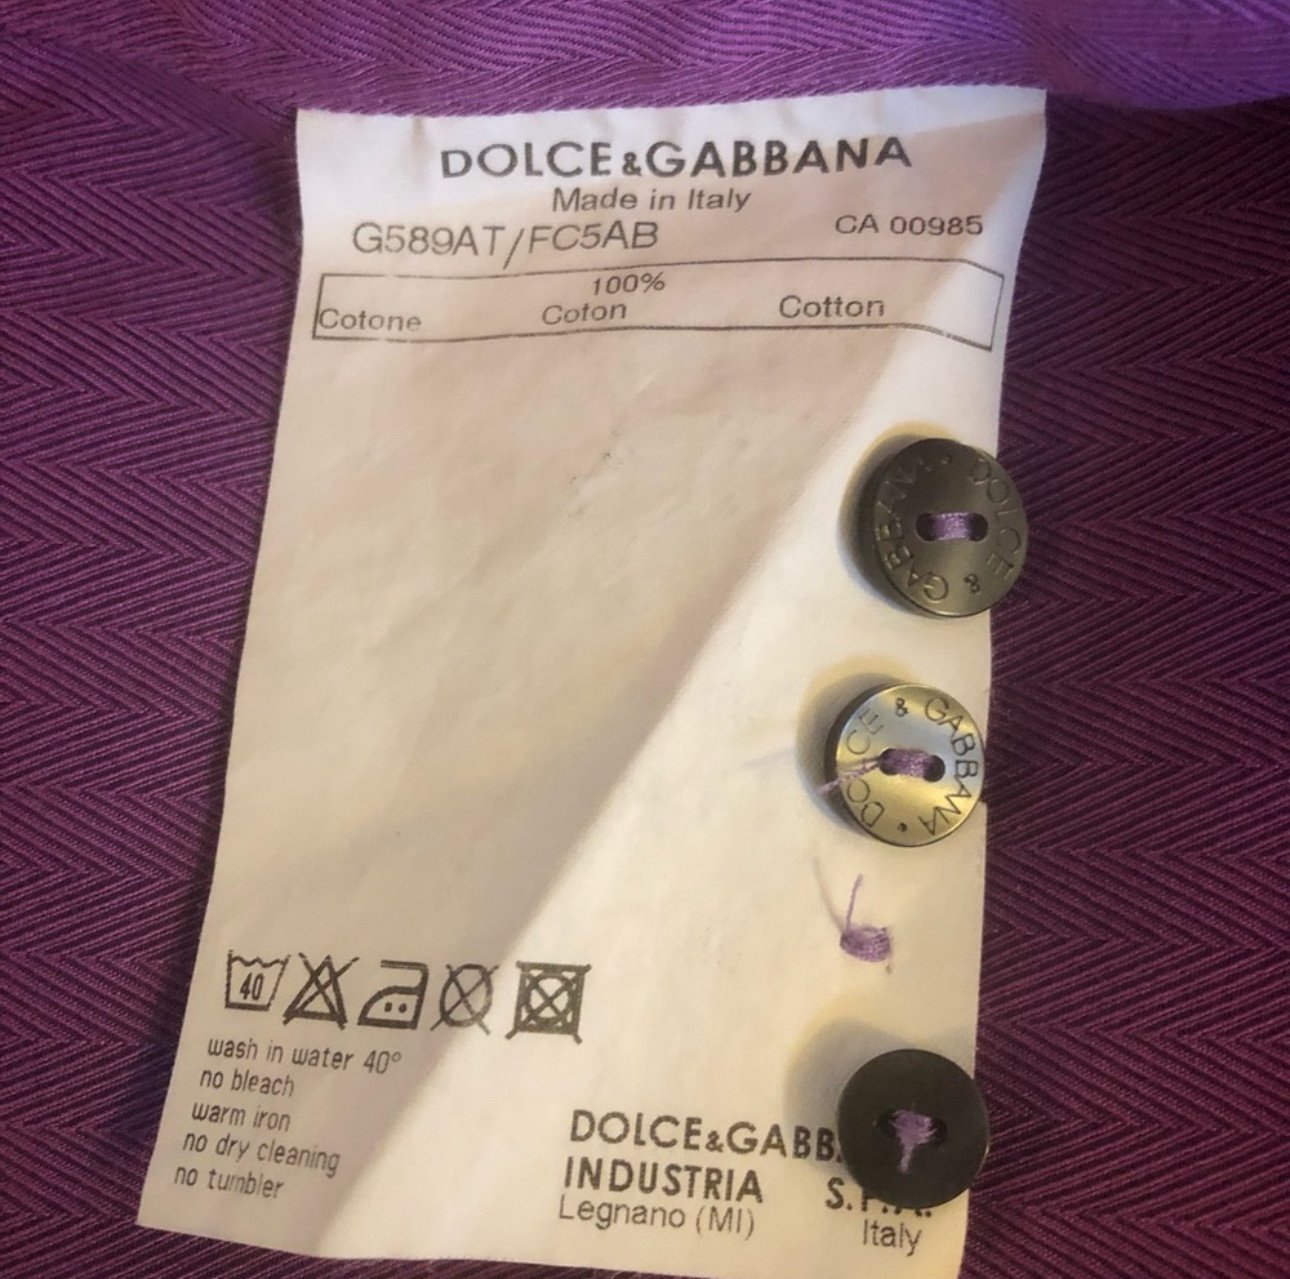 DOLCE&GABBANA
Made in Italy
G589AT/FC5AB CA 00985
100%
Cotone Coton Cotton
DOLCE & GABBANA
DOLCE & GABBANA
40
wash in water 40°
no bleach
warm iron
no dry cleaning
no tumbler
DOLCE&GABB
INDUSTRIA S.P.A.
Legnano (MI) Italy